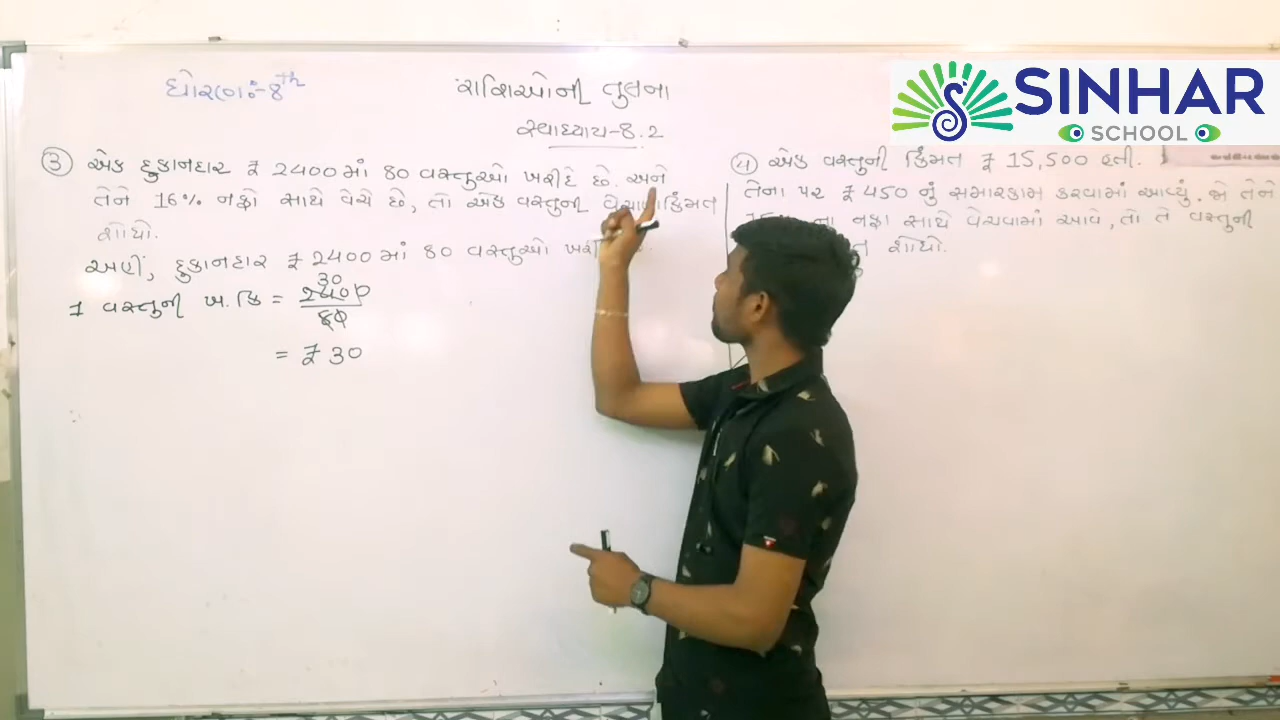 ધોરણ:-8th
રાશિઓની તુલના
સ્વાધ્યાય-8.2
SINHAR
SCHOOL
③ એક દુકાનદાર ₹ 2400માં 80 વસ્તુઓ ખરીદે છે. અને
તેને 16% નફો સાથે વેચે છે, તો એક વસ્તુની કિંમત
શોધો.
અહીં, દુકાનદાર ₹ 2400માં 80 વસ્તુઓ
30
1 વસ્તુની ખ. કિ = 2400
80
= ₹ 30
④ એક વસ્તુની કિંમત ₹ 15,500 હતી.
તેના પર ₹ 450 નું સમારકામ કરવામાં આવ્યું. જો તેને
ના નફા સાથે વેચવામાં આવે, તો તે વસ્તુની
શોધો.